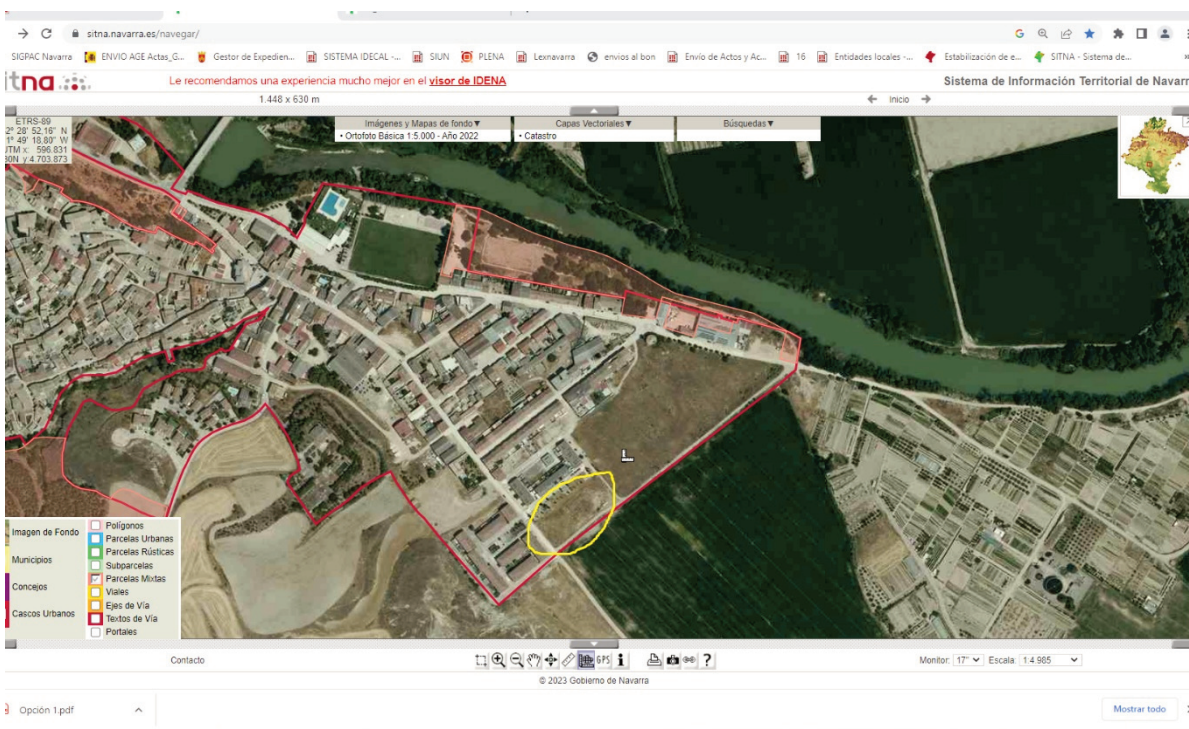 sitna.navarra.es/navegar/
SIGPAC Navarra ENVIO AGE Actas_G... Gestor de Expedien... SISTEMA IDECAL -... SIUN PLENA Lexnavarra envios al bon Envío de Actos y Ac... 16 Entidades locales -... Estabilización de e... SITNA - Sistema de...
itna Le recomendamos una experiencia mucho mejor en el visor de IDENA Sistema de Información Territorial de Navarr
1.448 x 630 m Inicio
ETRS-89
2º 28' 52,16" N
1º 49' 18,80" W
UTM x: 596.831
30N y 4.703.873
Imágenes y Mapas de fondo▼ Capas Vectoriales▼ Búsquedas▼
• Ortofoto Básica 1:5.000 - Año 2022 • Catastro
Imagen de Fondo
Municipios
Concejos
Cascos Urbanos
Polígonos
Parcelas Urbanas
Parcelas Rústicas
Subparcelas
Parcelas Mixtas
Viales
Ejes de Vía
Textos de Vía
Portales
Contacto GPS i ? Monitor: 17" Escala: 1:4.985
© 2023 Gobierno de Navarra
Opción 1.pdf Mostrar todo